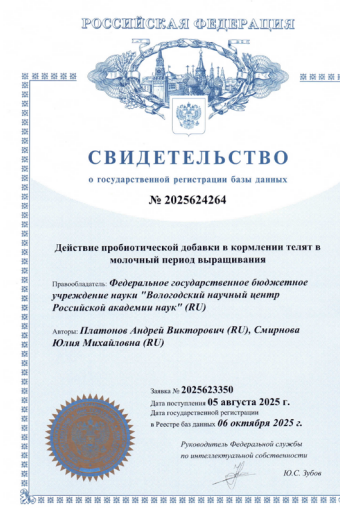 РОССИЙСКАЯ ФЕДЕРАЦИЯ
СВИДЕТЕЛЬСТВО
о государственной регистрации базы данных
№ 2025624264
Действие пробиотической добавки в кормлении телят в
молочный период выращивания
Правообладатель: Федеральное государственное бюджетное
учреждение науки "Вологодский научный центр
Российской академии наук" (RU)
Авторы: Платонов Андрей Викторович (RU), Смирнова
Юлия Михайловна (RU)
Заявка № 2025623350
Дата поступления 05 августа 2025 г.
Дата государственной регистрации
в Реестре баз данных 06 октября 2025 г.
Руководитель Федеральной службы
по интеллектуальной собственности
Ю.С. Зубов